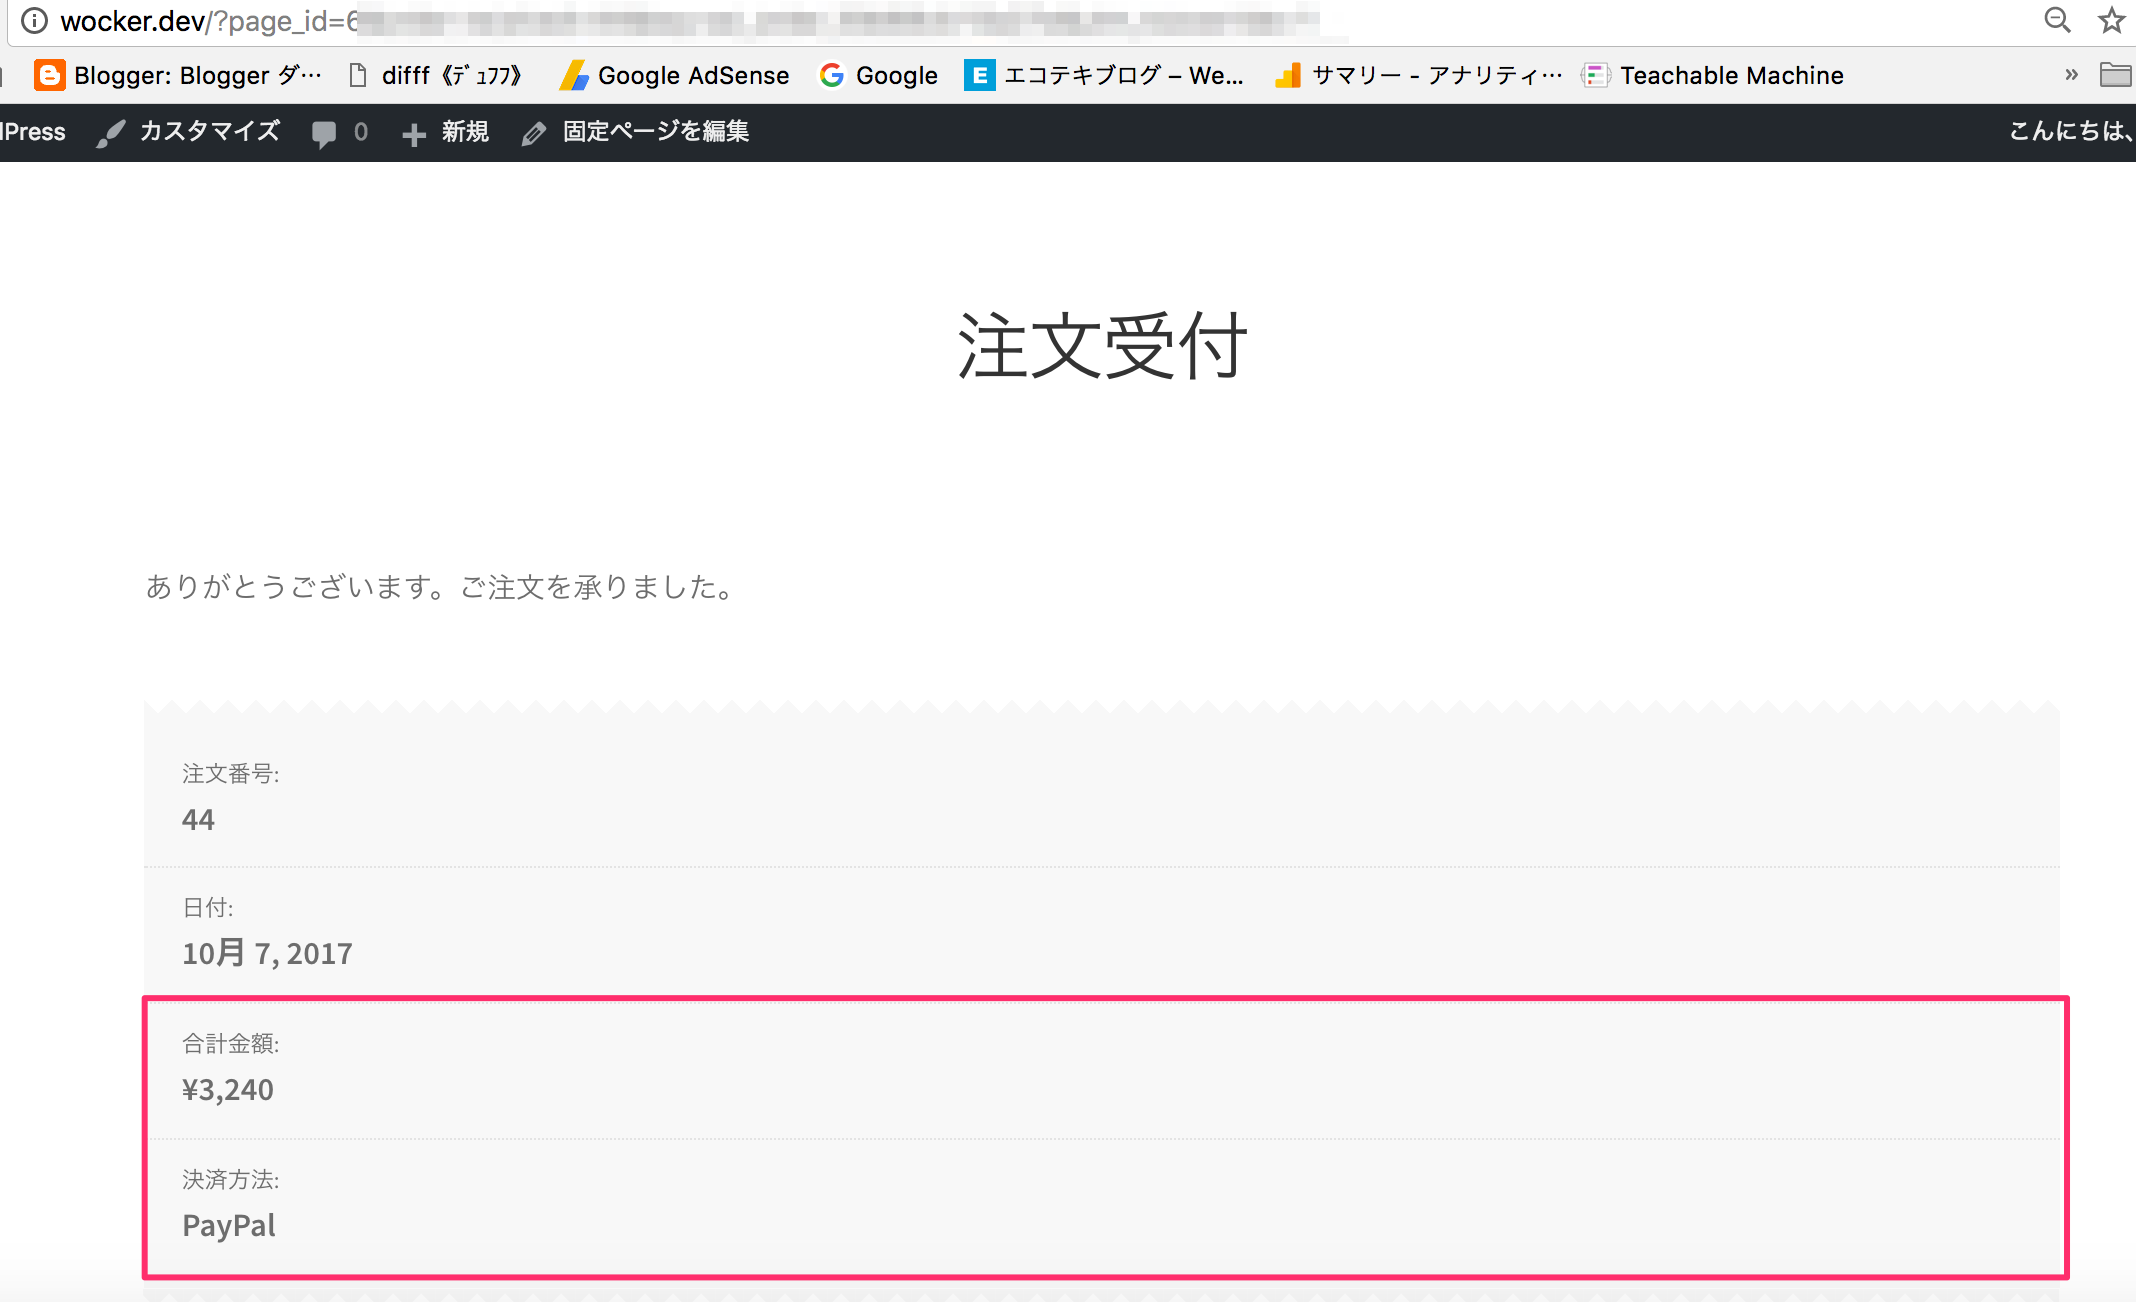 wocker.dev/?page_id=6
Blogger: Blogger ダ… difff《ﾃﾞｭﾌﾌ》 Google AdSense Google エコテキブログ – We... サマリー - アナリティ… Teachable Machine »
Press カスタマイズ 0 新規 固定ページを編集 こんにちは、
注文受付
ありがとうございます。ご注文を承りました。
注文番号:
44
日付:
10月 7, 2017
合計金額:
¥3,240
決済方法:
PayPal